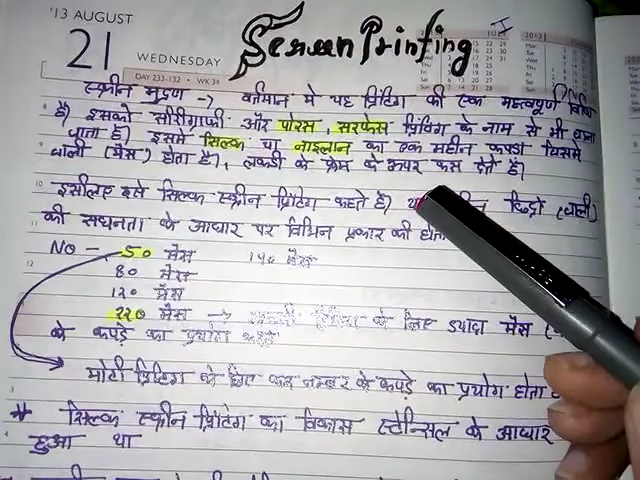 '13 AUGUST
21
WEDNESDAY
DAY 233-132 • WK 34
Screen Printing
स्क्रीन मुद्रण → वर्तमान मे यह प्रिंटिंग की एक महत्वपूर्ण विधि
है। इसको सीरीग्राफी और पोरस, सरफेस प्रिंटिंग के नाम से भी जाना
जाता है। इसमे सिल्क या नाइलान का एक महीन कपडा जिसमे
जाली (मैस) होता है। लकडी के फ्रेम के ऊपर कस देते है।
इसीलिए इसे सिल्क स्क्रीन प्रिंटिंग कहते है। छिद्रो (जाली)
की सघनता के आधार पर विभिन्न प्रकार की
NO - 50 मैस
80 मैस
120 मैस
220 मैस → के लिए ज्यादा मैस
के कपड़े का प्रयोग करते
मोटी प्रिंटिंग के लिए कम नम्बर के कपड़े का प्रयोग होता
* सिल्क स्क्रीन प्रिंटिंग का विकास स्टेन्सिल के आधार
हुआ था